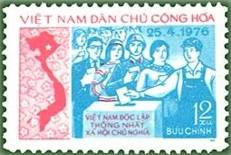 VIỆT NAM DÂN CHỦ CỘNG HÒA
25.4.1976
VIỆT NAM ĐỘC LẬP
THỐNG NHẤT
XÃ HỘI CHỦ NGHĨA
12 XU
BƯU CHÍNH